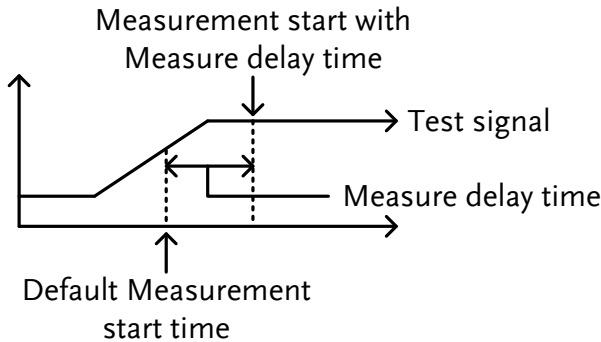 Measurement start with
Measure delay time
Test signal
Measure delay time
Default Measurement
start time